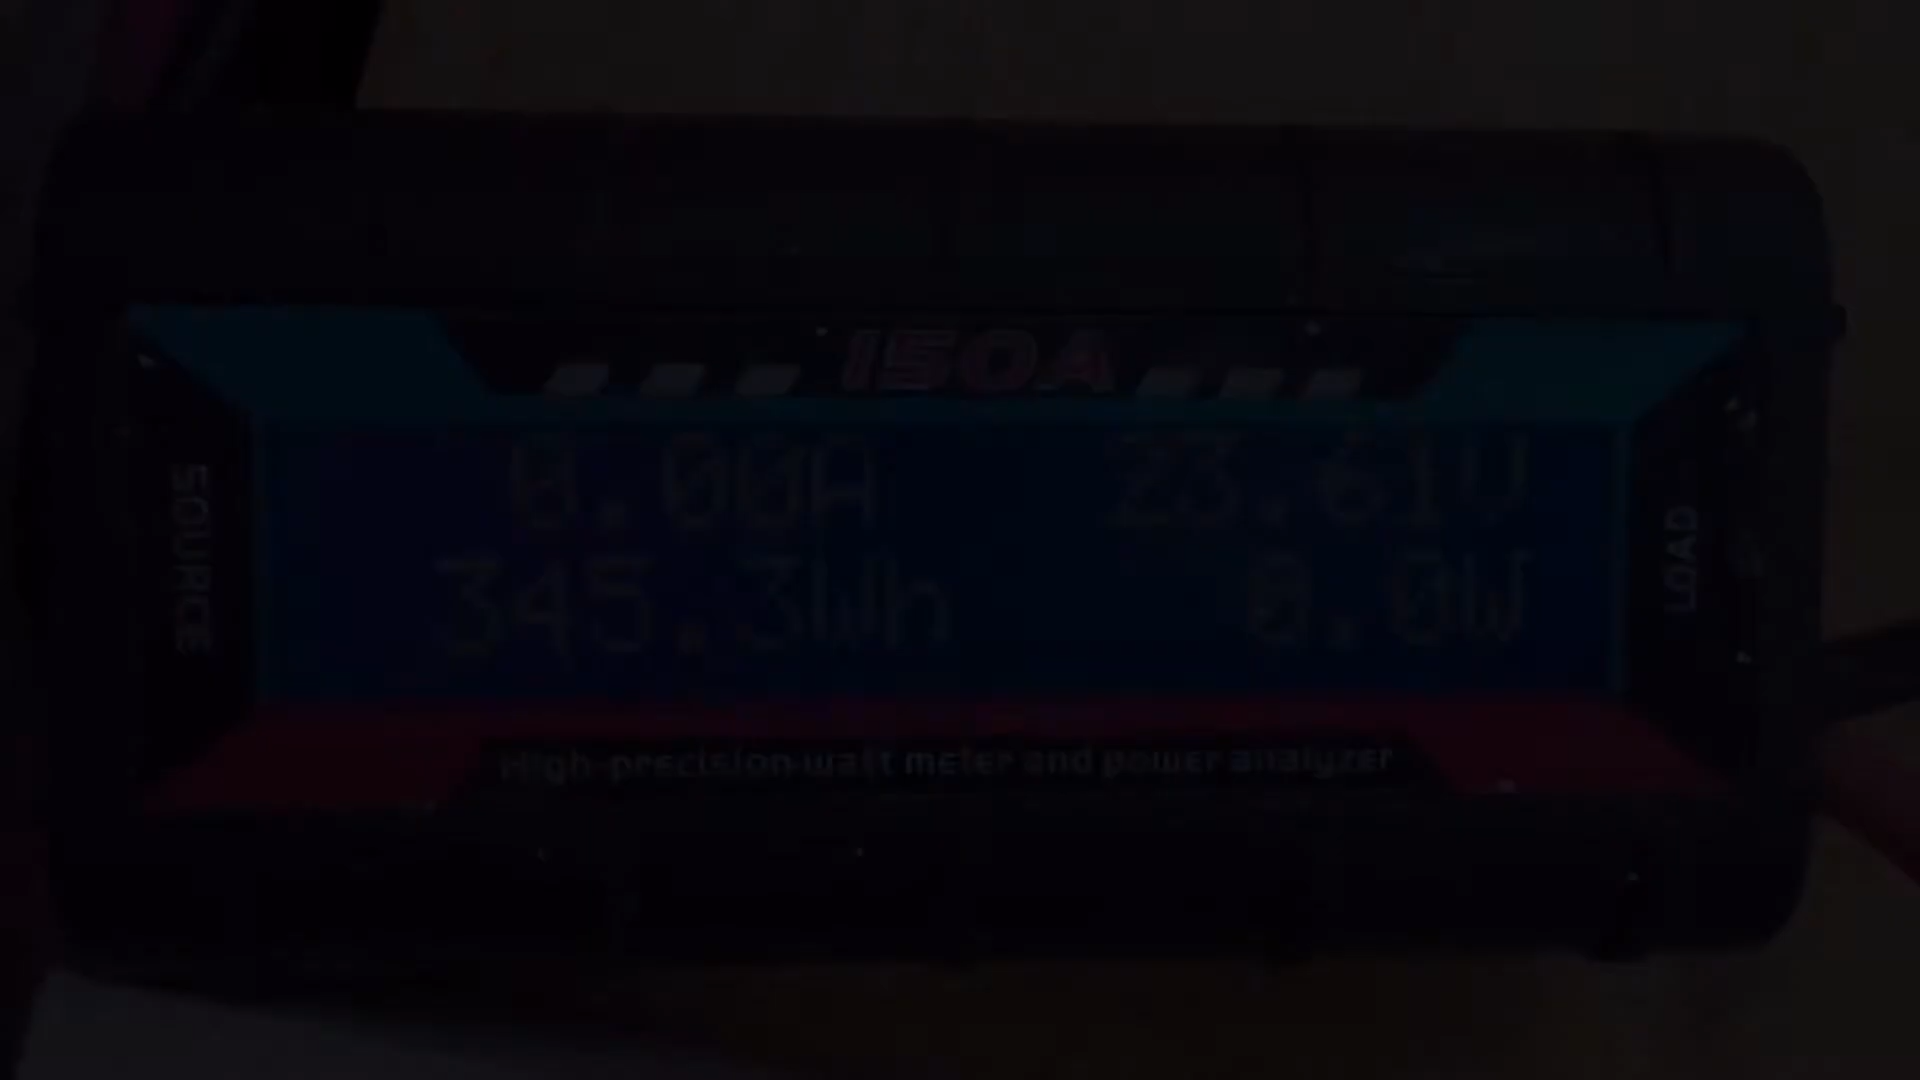 150A
0.00A 23.61V
345.3Wh 0.0W
SOURCE
LOAD
High-precision watt meter and power analyzer